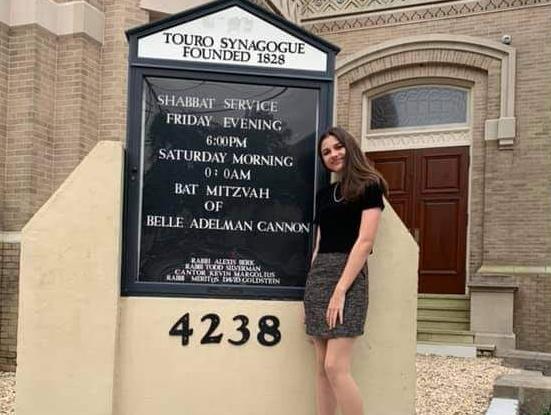 TOURO SYNAGOGUE
FOUNDED 1828
SHABBAT SERVICE
FRIDAY EVENING
6:00PM
SATURDAY MORNING
0:0AM
BAT MITZVAH
OF
BELLE ADELMAN CANNON
RABBI ALEXIS BERK
RABBI TODD SILVERMAN
CANTOR KEVIN MARGOLIUS
RABBI MERITUS DAVID GOLDSTEIN
4238